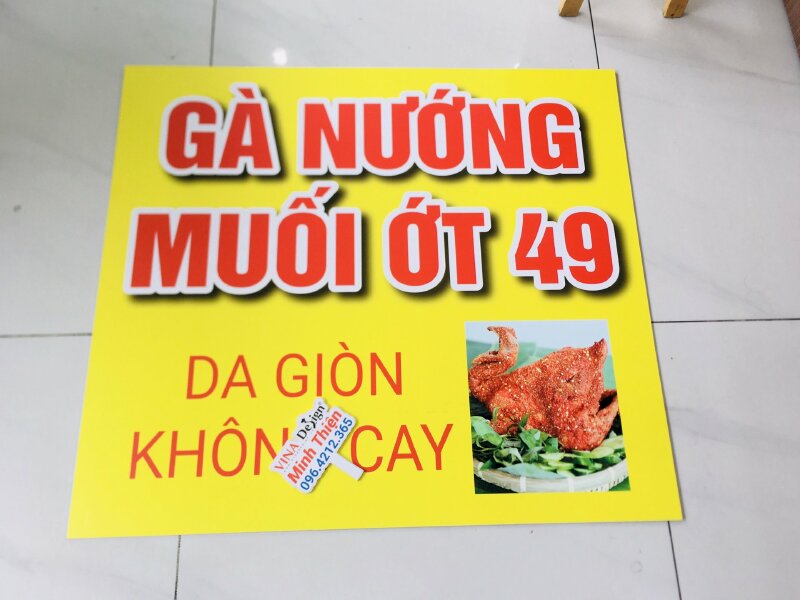 GÀ NƯỚNG
MUỐI ỚT 49
DA GIÒN
KHÔN CAY
VINA Design
Minh Thiện
096.4212.365